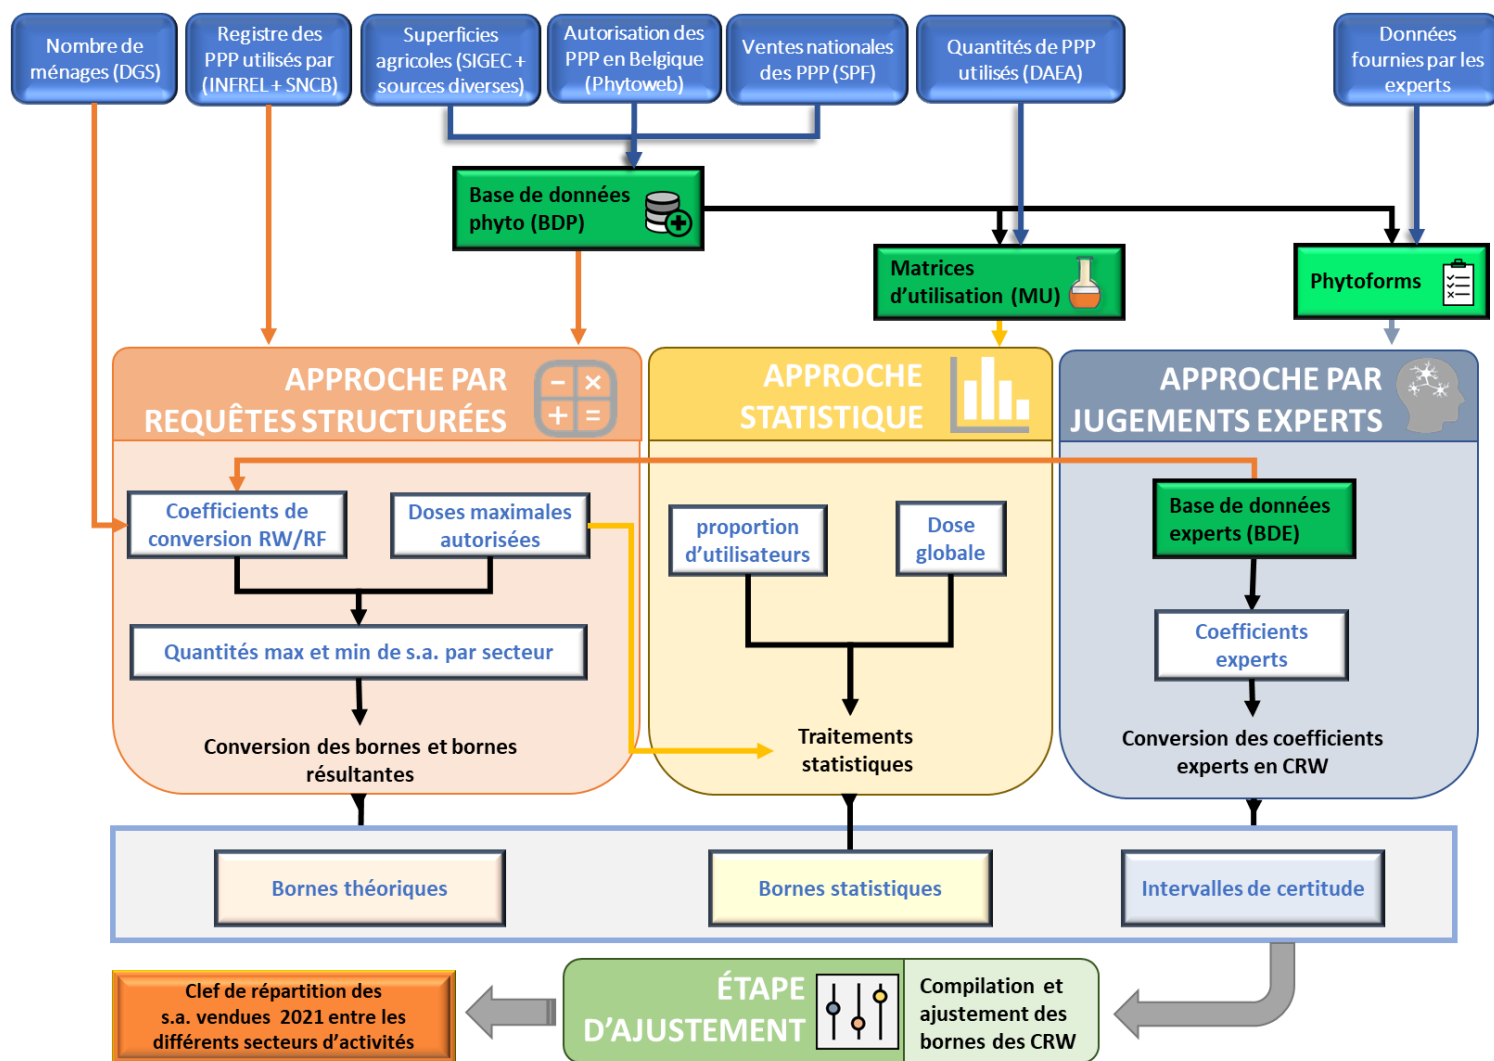 Nombre de
ménages (DGS)
Registre des
PPP utilisés par
(INFREL + SNCB)
Superficies
agricoles (SIGEC +
sources diverses)
Autorisation des
PPP en Belgique
(Phytoweb)
Ventes nationales
des PPP (SPF)
Quantités de PPP
utilisés (DAEA)
Données
fournies par les
experts
Base de données
phyto (BDP)
Matrices
d'utilisation (MU)
Phytoforms
APPROCHE PAR
REQUÊTES STRUCTURÉES
APPROCHE
STATISTIQUE
APPROCHE PAR
JUGEMENTS EXPERTS
Coefficients de
conversion RW/RF
Doses maximales
autorisées
proportion
d'utilisateurs
Dose
globale
Base de données
experts (BDE)
Quantités max et min de s.a. par secteur
Coefficients
experts
Conversion des bornes et bornes
résultantes
Traitements
statistiques
Conversion des coefficients
experts en CRW
Bornes théoriques
Bornes statistiques
Intervalles de certitude
Clef de répartition des
s.a. vendues 2021 entre les
différents secteurs d'activités
ÉTAPE
D'AJUSTEMENT
Compilation et
ajustement des
bornes des CRW